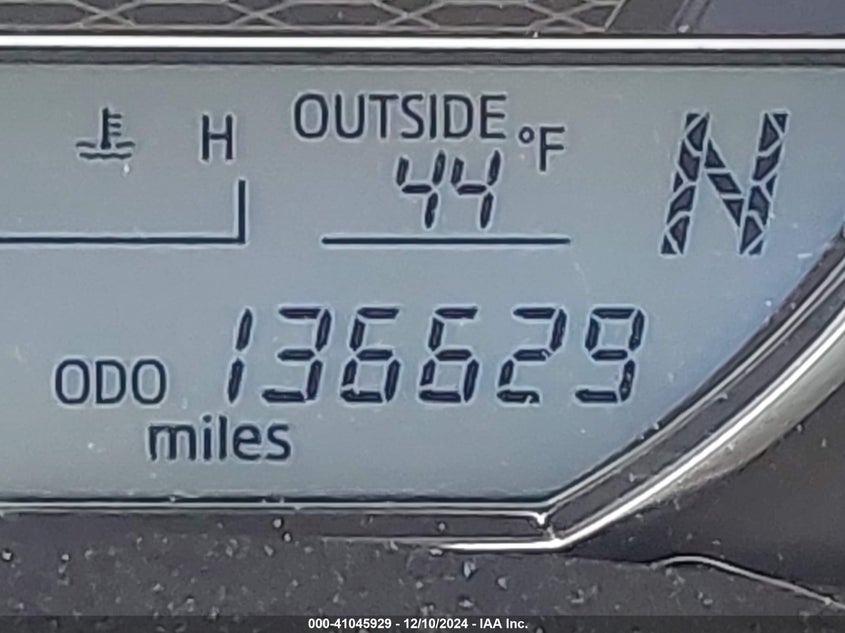 H OUTSIDE °F
44
N
ODO 136629
miles
000-41045929 - 12/10/2024 - IAA Inc.